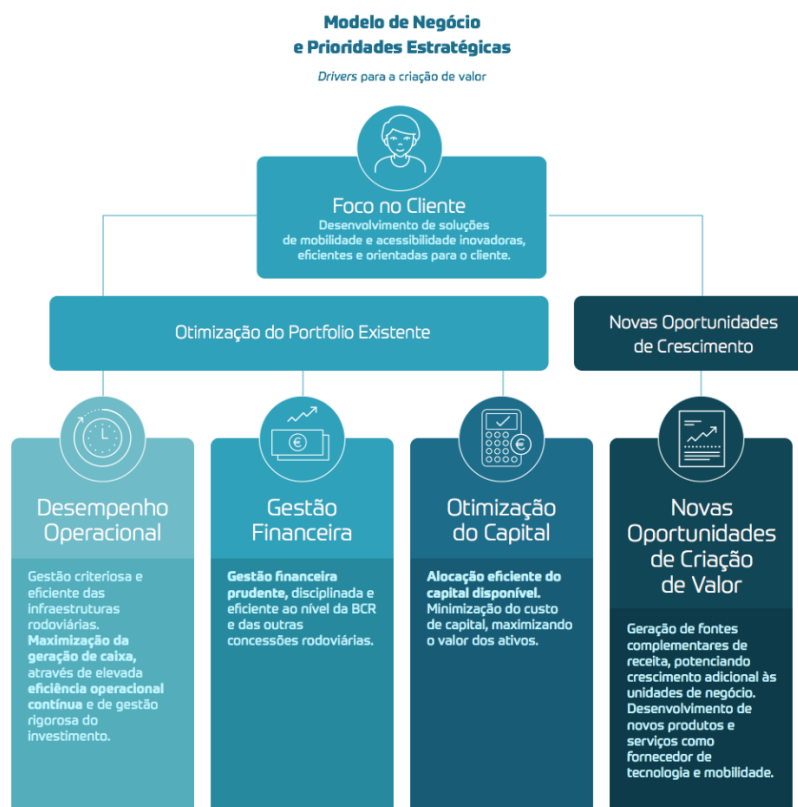 Modelo de Negócio
e Prioridades Estratégicas
Drivers para a criação de valor
Foco no Cliente
Desenvolvimento de soluções
de mobilidade e acessibilidade inovadoras,
eficientes e orientadas para o cliente.
Otimização do Portfolio Existente
Novas Oportunidades
de Crescimento
Desempenho
Operacional
Gestão criteriosa e
eficiente das
infraestruturas
rodoviárias.
Maximização da
geração de caixa,
através de elevada
eficiência operacional
contínua e de gestão
rigorosa do
investimento.
€
Gestão
Financeira
Gestão financeira
prudente, disciplinada e
eficiente ao nível da BCR
e das outras
concessões rodoviárias.
€
Otimização
do Capital
Alocação eficiente do
capital disponível.
Minimização do custo
de capital, maximizando
o valor dos ativos.
Novas
Oportunidades
de Criação
de Valor
Geração de fontes
complementares de
receita, potenciando
crescimento adicional às
unidades de negócio.
Desenvolvimento de
novos produtos e
serviços como
fornecedor de
tecnologia e mobilidade.